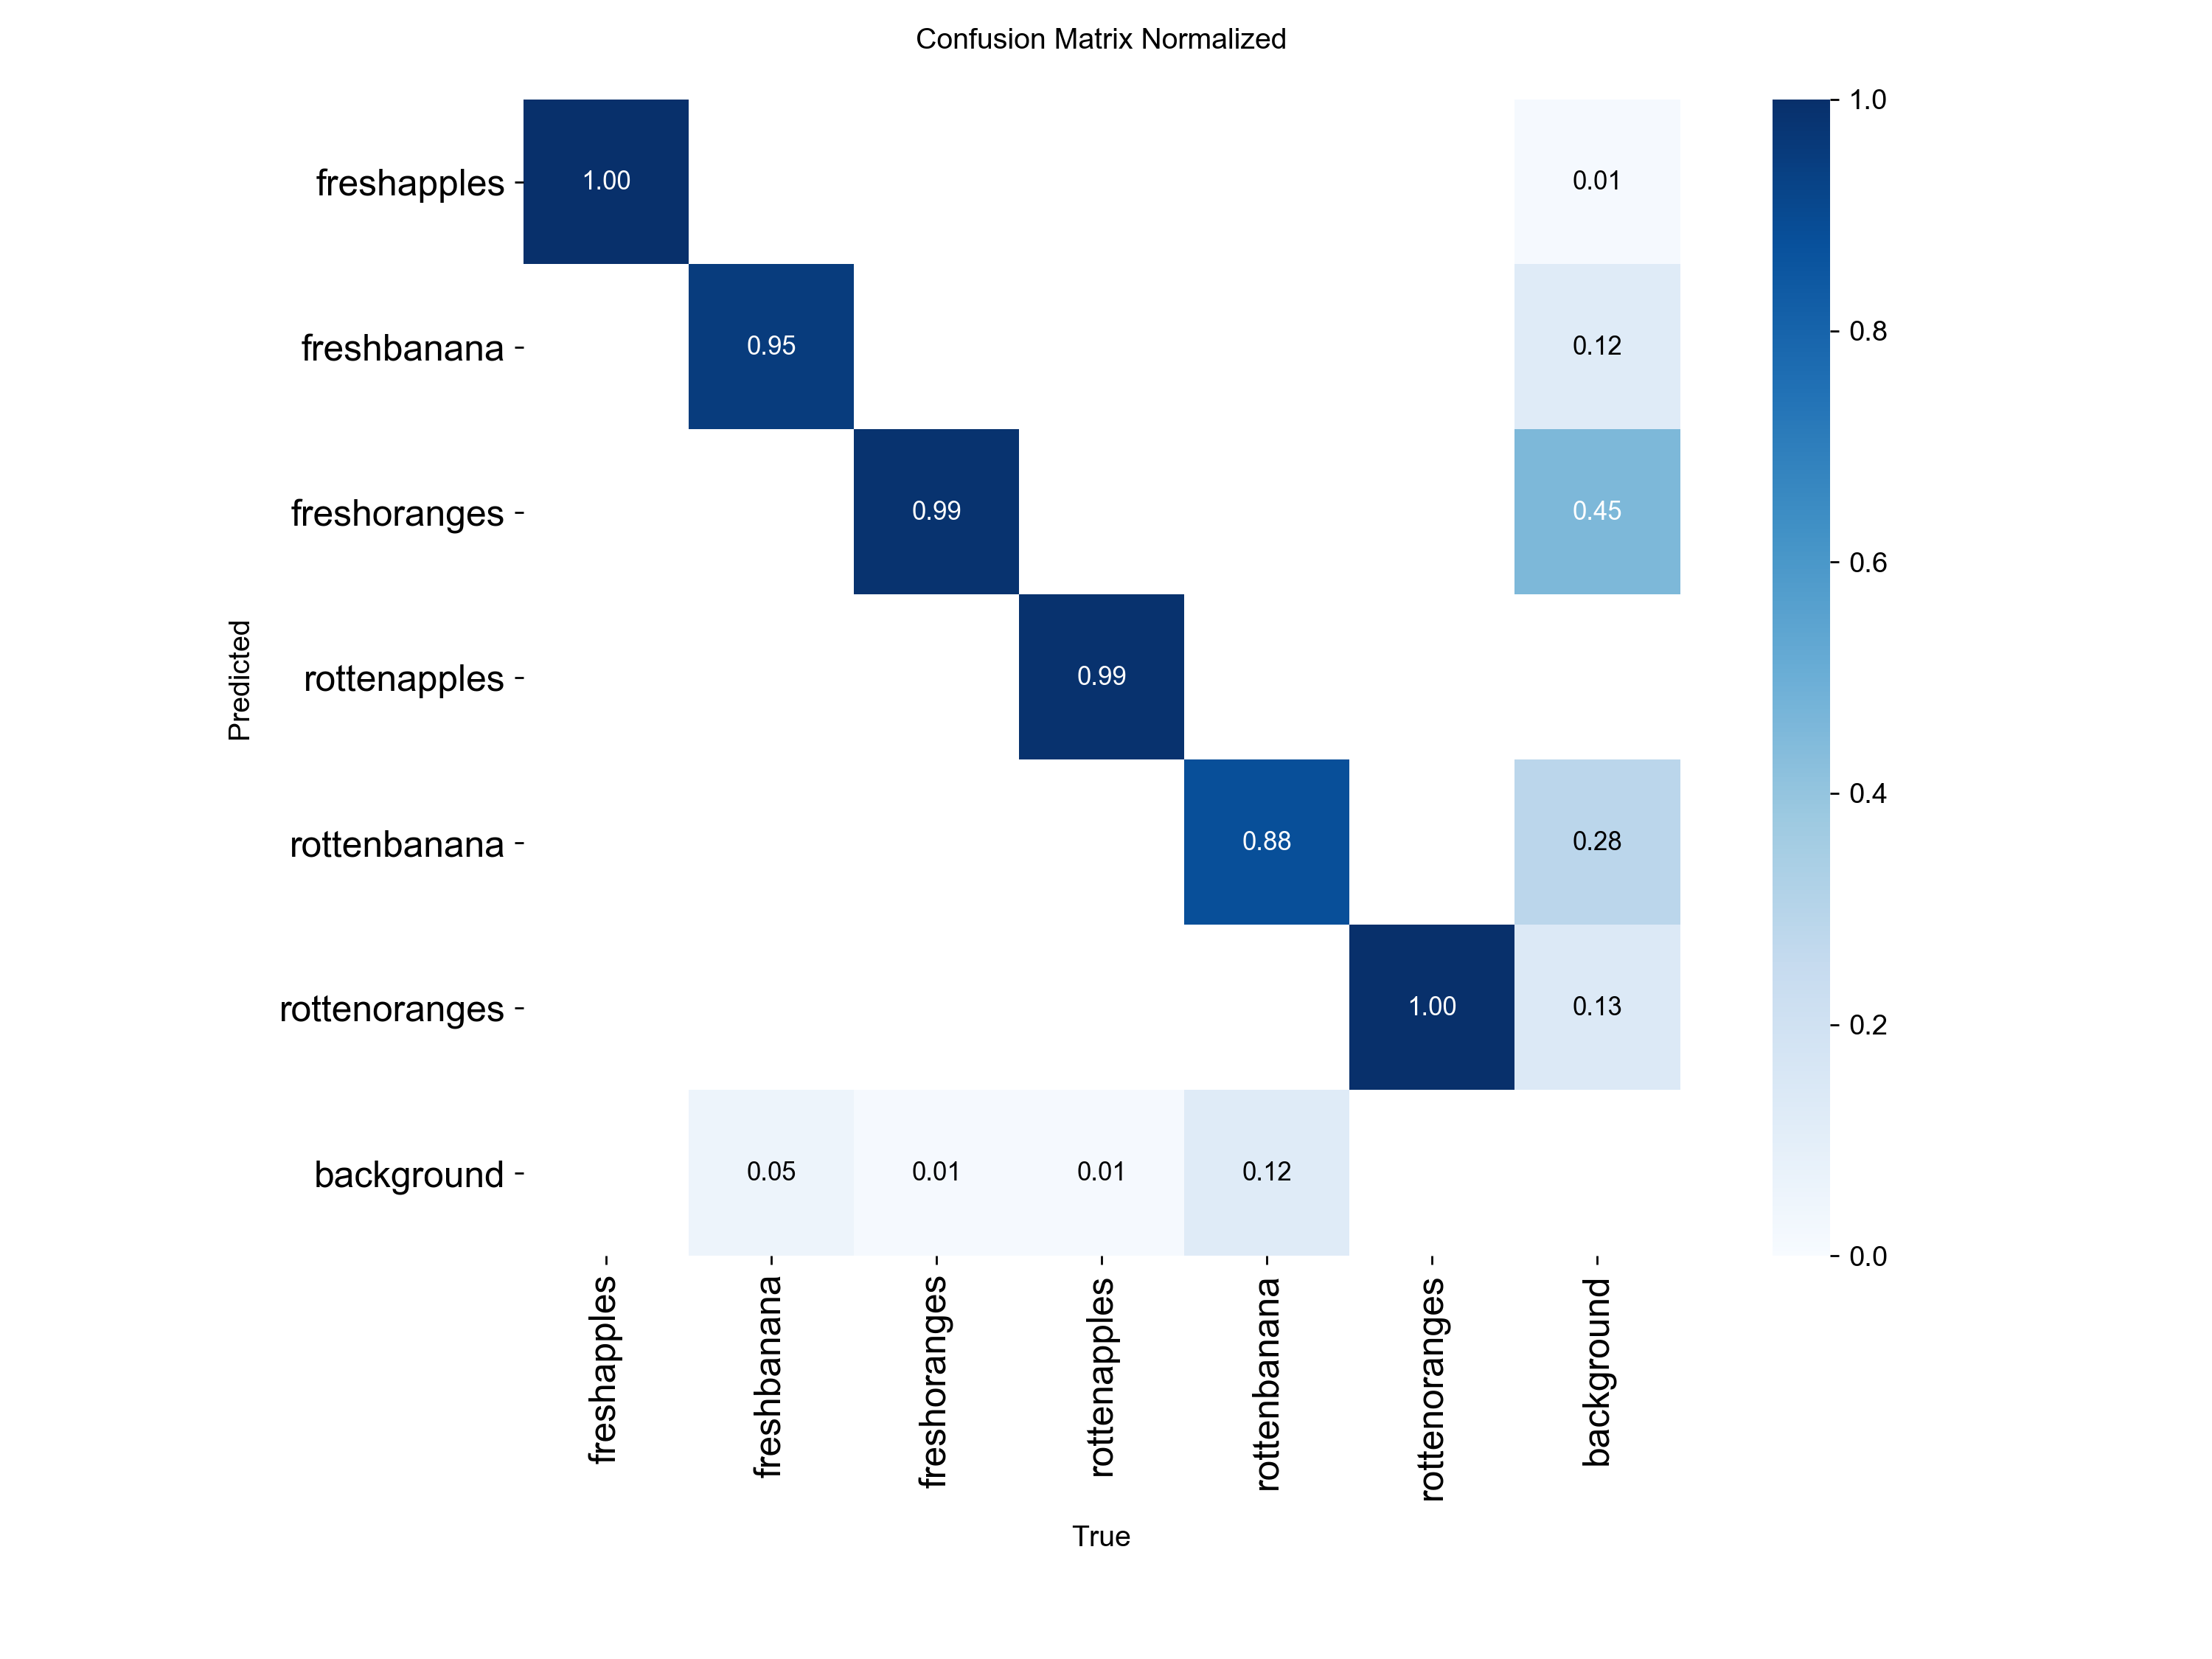 Confusion Matrix Normalized
freshapples 1.00 0.01
freshbanana 0.95 0.12
freshoranges 0.99 0.45
rottenapples 0.99
rottenbanana 0.88 0.28
rottenoranges 1.00 0.13
background 0.05 0.01 0.01 0.12
Predicted
freshapples freshbanana freshoranges rottenapples rottenbanana rottenoranges background
True
1.0
0.8
0.6
0.4
0.2
0.0